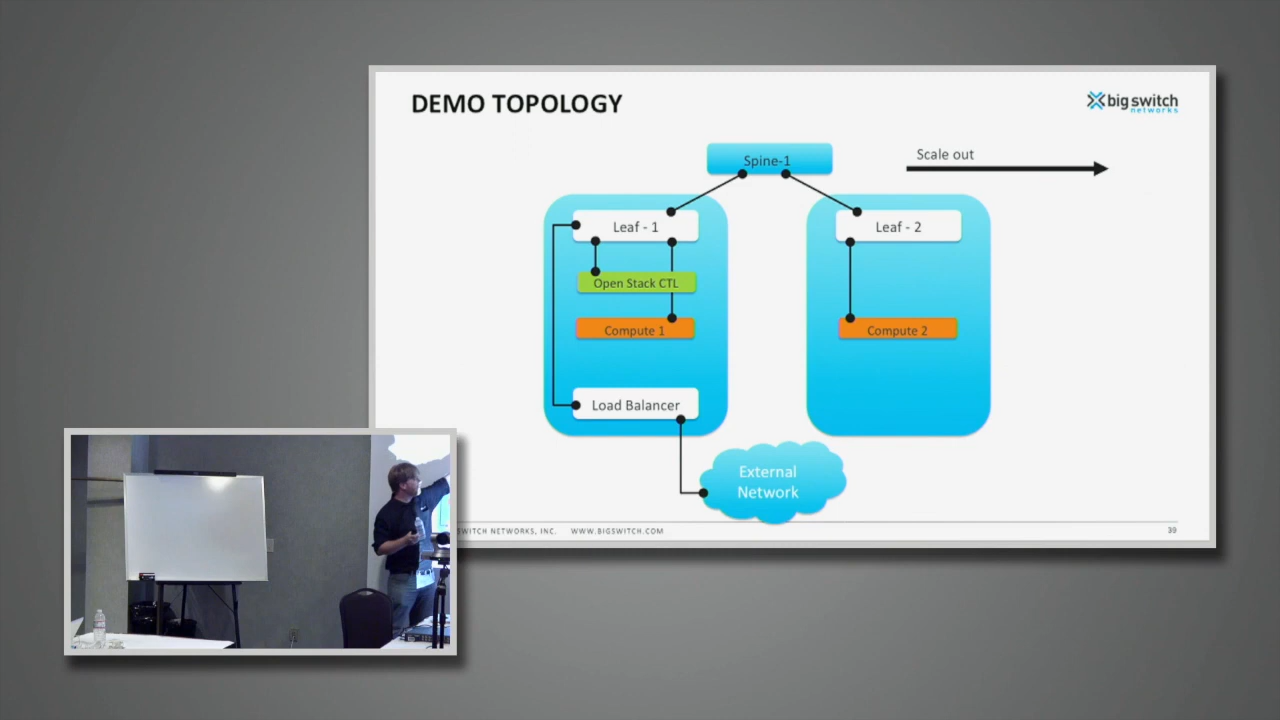 DEMO TOPOLOGY
big switch
networks
Spine-1
Scale out
Leaf - 1
Leaf - 2
Open Stack CTL
Compute 1
Compute 2
Load Balancer
External
Network
SWITCH NETWORKS, INC. WWW.BIGSWITCH.COM
39